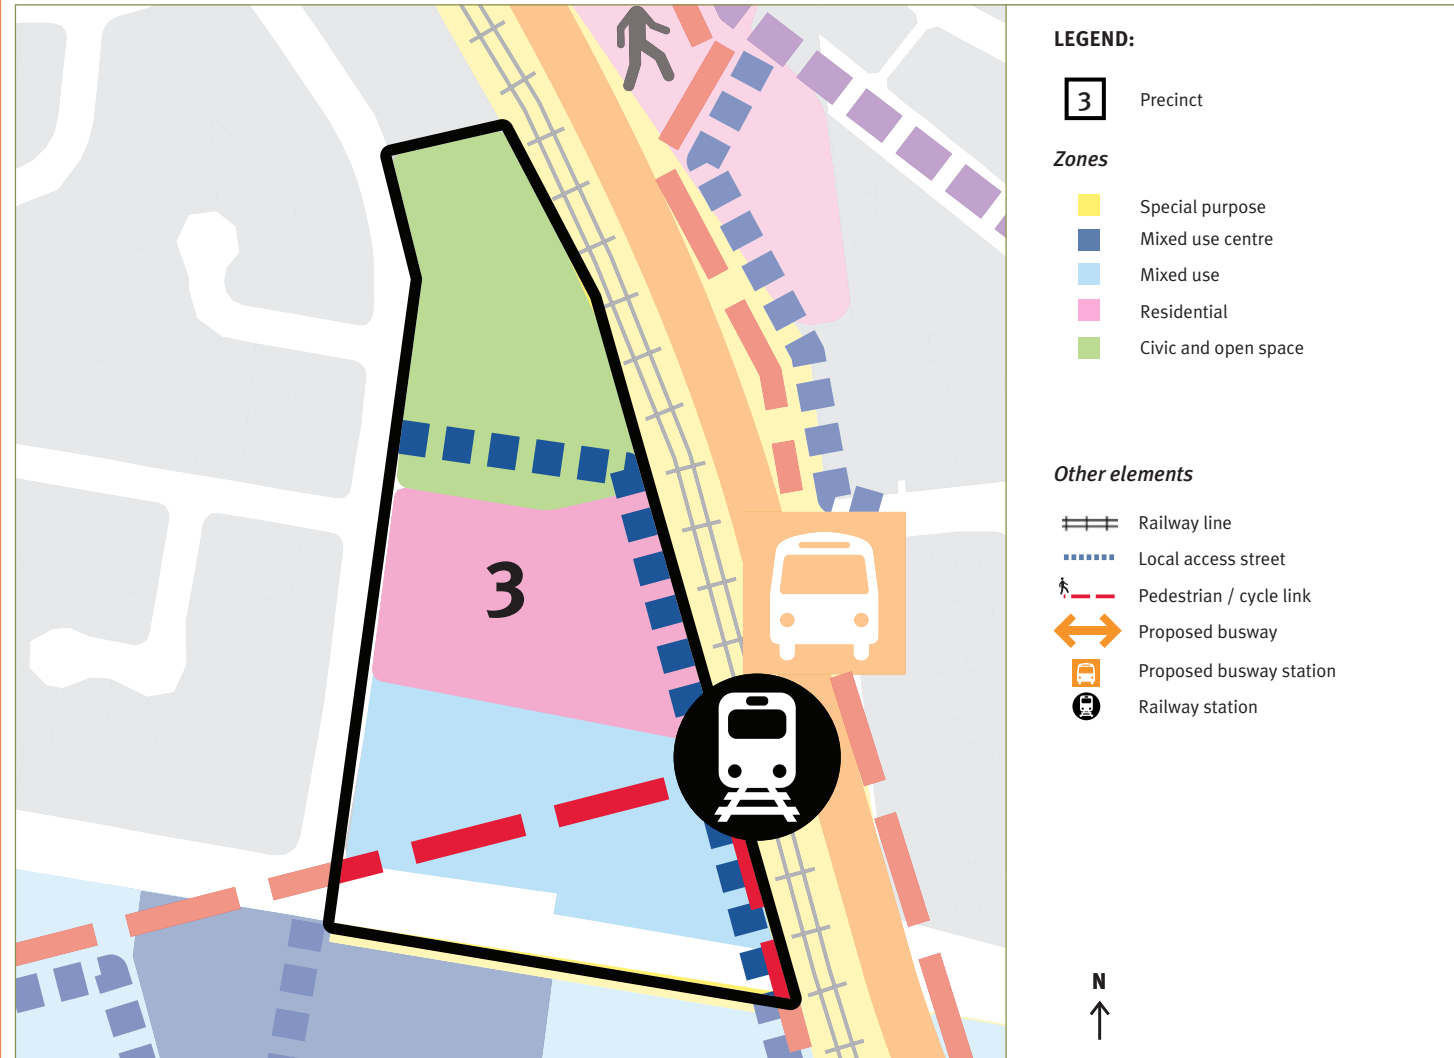 3
LEGEND:
3 Precinct
Zones
Special purpose
Mixed use centre
Mixed use
Residential
Civic and open space
Other elements
Railway line
Local access street
Pedestrian / cycle link
Proposed busway
Proposed busway station
Railway station
N